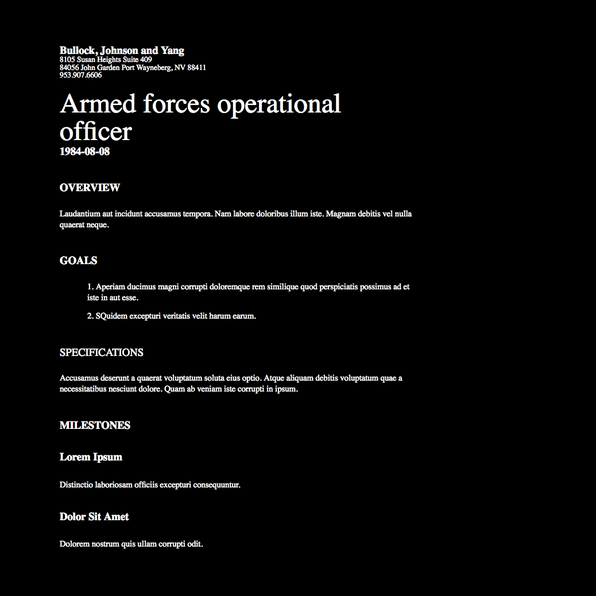 Bullock, Johnson and Yang
8105 Susan Heights Suite 409
84056 John Garden Port Wayneberg, NV 88411
953.907.6606
Armed forces operational
officer
1984-08-08
OVERVIEW
Laudantium aut incidunt accusamus tempora. Nam labore doloribus illum iste. Magnam debitis vel nulla
quaerat neque.
GOALS
1. Aperiam ducimus magni corrupti doloremque rem similique quod perspiciatis possimus ad et
iste in aut esse.
2. SQuidem excepturi veritatis velit harum earum.
SPECIFICATIONS
Accusamus deserunt a quaerat voluptatum soluta eius optio. Atque aliquam debitis voluptatum quae a
necessitatibus nesciunt dolore. Quam ab veniam iste corrupti in ipsum.
MILESTONES
Lorem Ipsum
Distinctio laboriosam officiis excepturi consequuntur.
Dolor Sit Amet
Dolorem nostrum quis ullam corrupti odit.